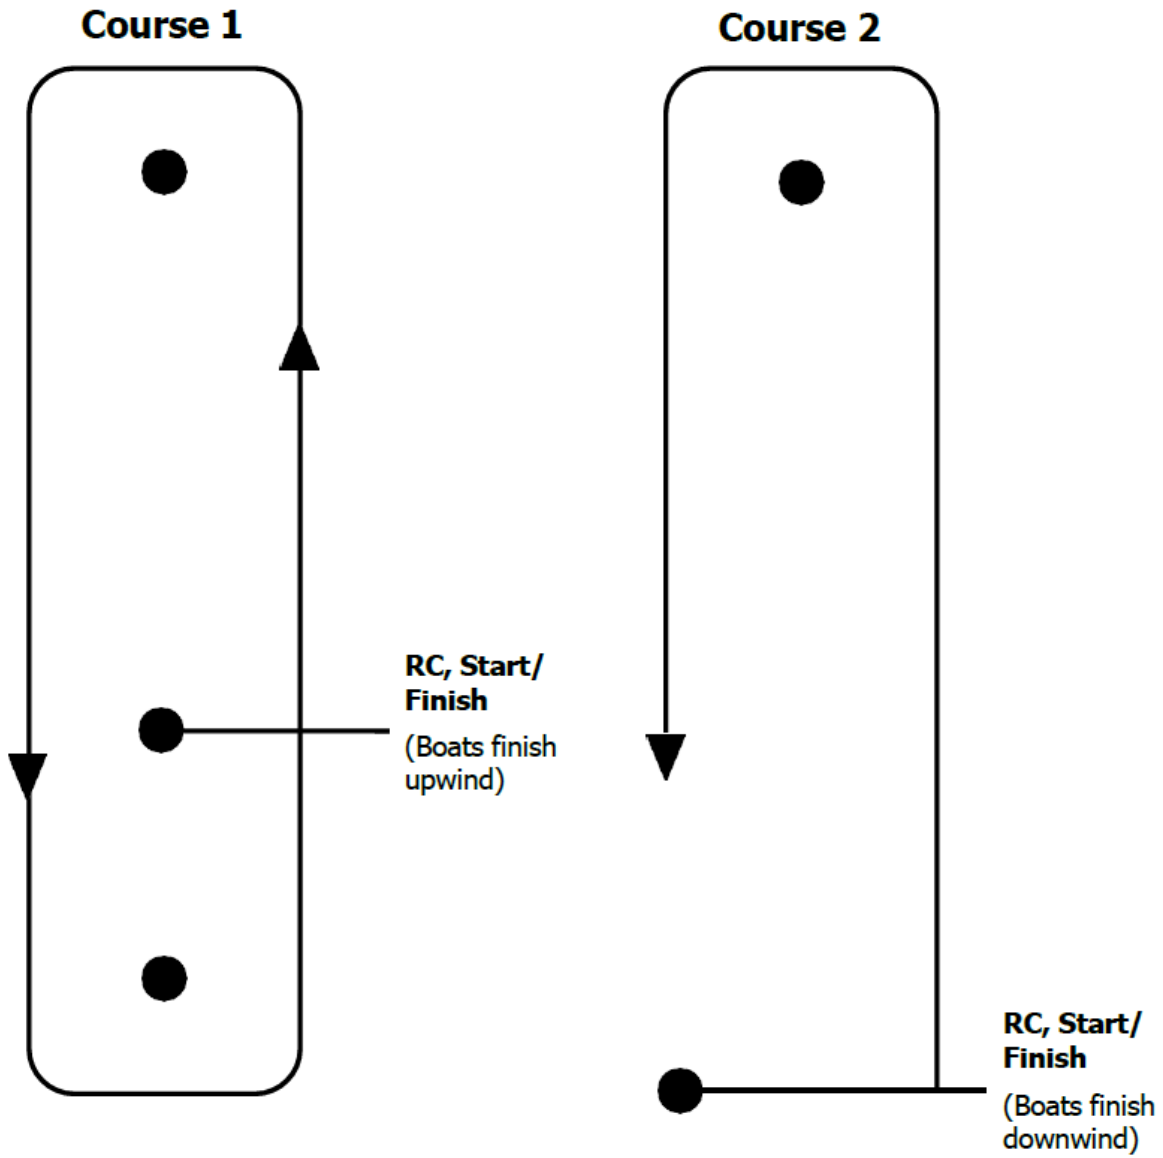 Course 1
RC, Start/
Finish
(Boats finish
upwind)
Course 2
RC, Start/
Finish
(Boats finish
downwind)